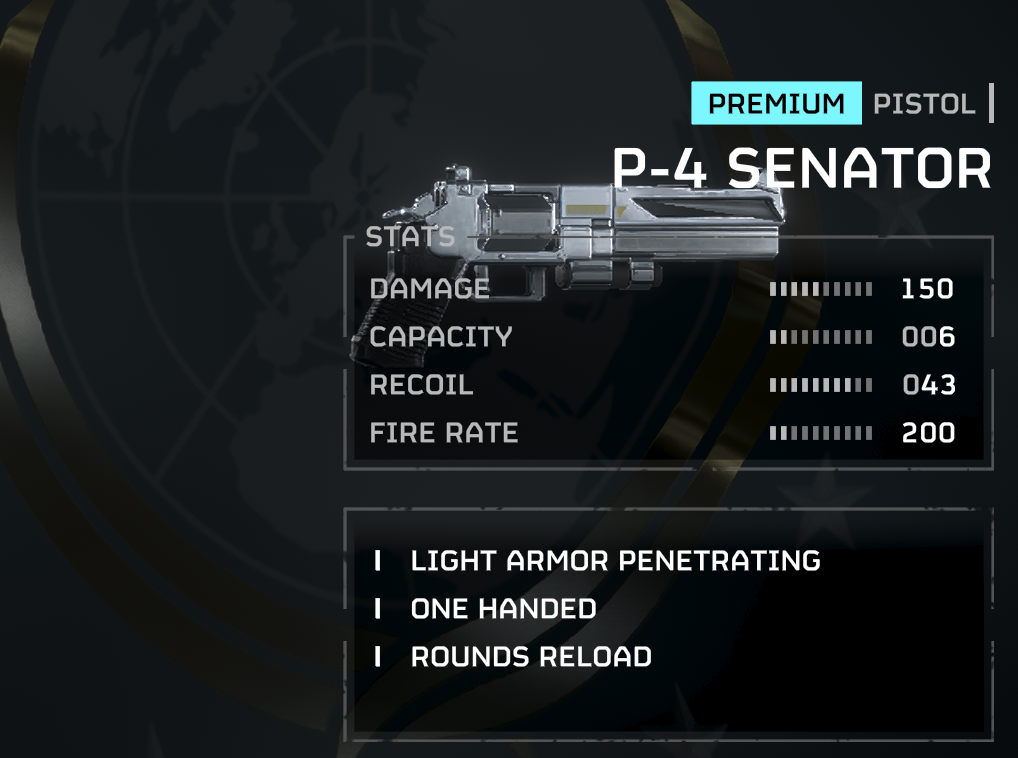 PREMIUM PISTOL
P-4 SENATOR
STATS
DAMAGE 150
CAPACITY 006
RECOIL 043
FIRE RATE 200
LIGHT ARMOR PENETRATING
ONE HANDED
ROUNDS RELOAD